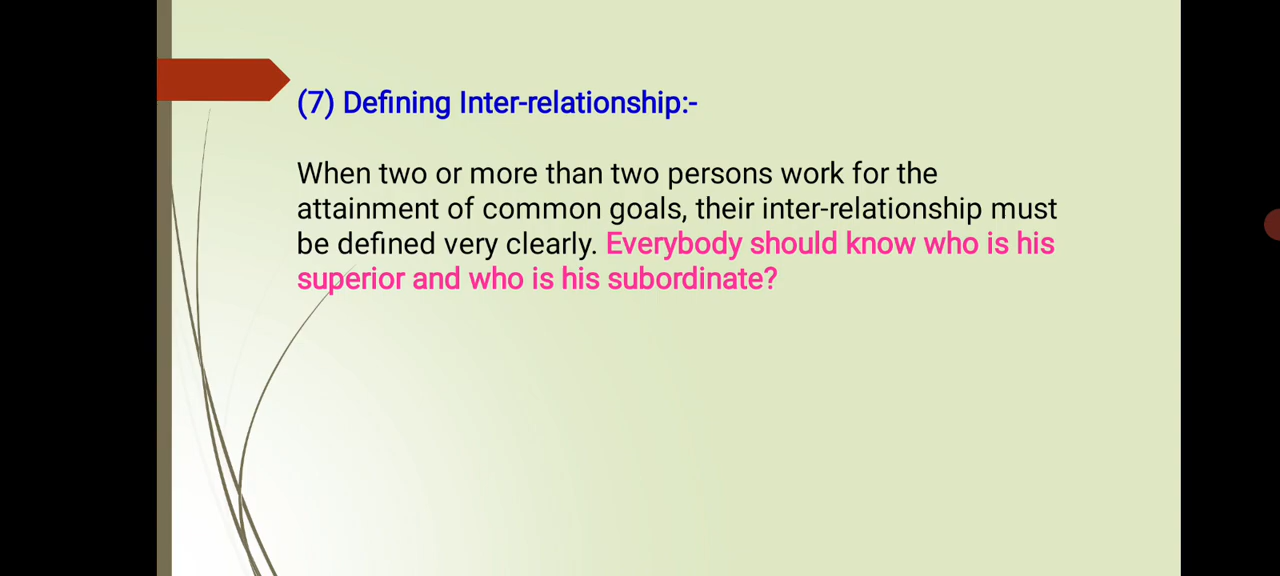 (7) Defining Inter-relationship:-
When two or more than two persons work for the
attainment of common goals, their inter-relationship must
be defined very clearly. Everybody should know who is his
superior and who is his subordinate?